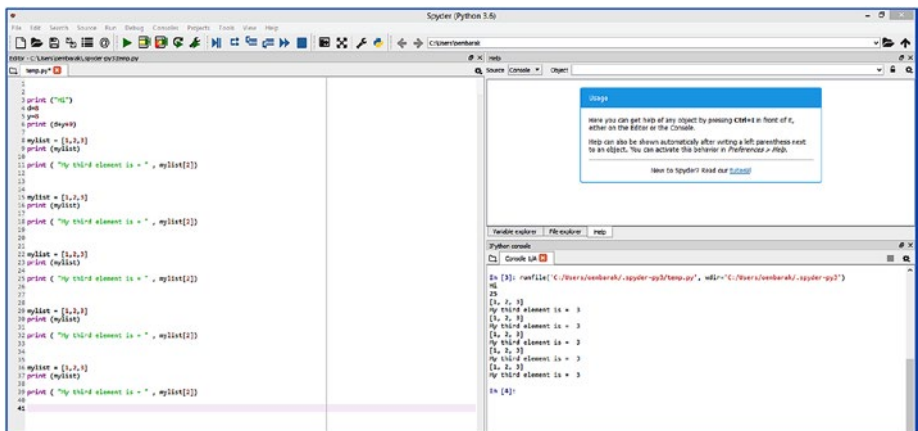 Spyder (Python 3.6)
File Edit Search Source Run Debug Consoles Projects Tools View Help
C:\Users\oembarak
Editor - C:\Users\oembarak\.spyder-py3\temp.py
temp.py*
1
2
3 print ("Hi")
4 d=8
5 y=8
6 print (d+y+9)
7
8 mylist = [1,2,3]
9 print (mylist)
10
11 print ( "My third element is = " , mylist[2])
12
13
14
15 mylist = [1,2,3]
16 print (mylist)
17
18 print ( "My third element is = " , mylist[2])
19
20
21
22 mylist = [1,2,3]
23 print (mylist)
24
25 print ( "My third element is = " , mylist[2])
26
27
28
29 mylist = [1,2,3]
30 print (mylist)
31
32 print ( "My third element is = " , mylist[2])
33
34
35
36 mylist = [1,2,3]
37 print (mylist)
38
39 print ( "My third element is = " , mylist[2])
40
41
Help
Source Console Object
Usage
Here you can get help of any object by pressing Ctrl+I in front of it, either on the Editor or the Console.
Help can also be shown automatically after writing a left parenthesis next to an object. You can activate this behavior in Preferences > Help.
New to Spyder? Read our tutorial
Variable explorer File explorer Help
IPython console
Console 1/A
In [3]: runfile('C:/Users/oembarak/.spyder-py3/temp.py', wdir='C:/Users/oembarak/.spyder-py3')
Hi
25
[1, 2, 3]
My third element is =  3
[1, 2, 3]
My third element is =  3
[1, 2, 3]
My third element is =  3
[1, 2, 3]
My third element is =  3
[1, 2, 3]
My third element is =  3
In [4]: